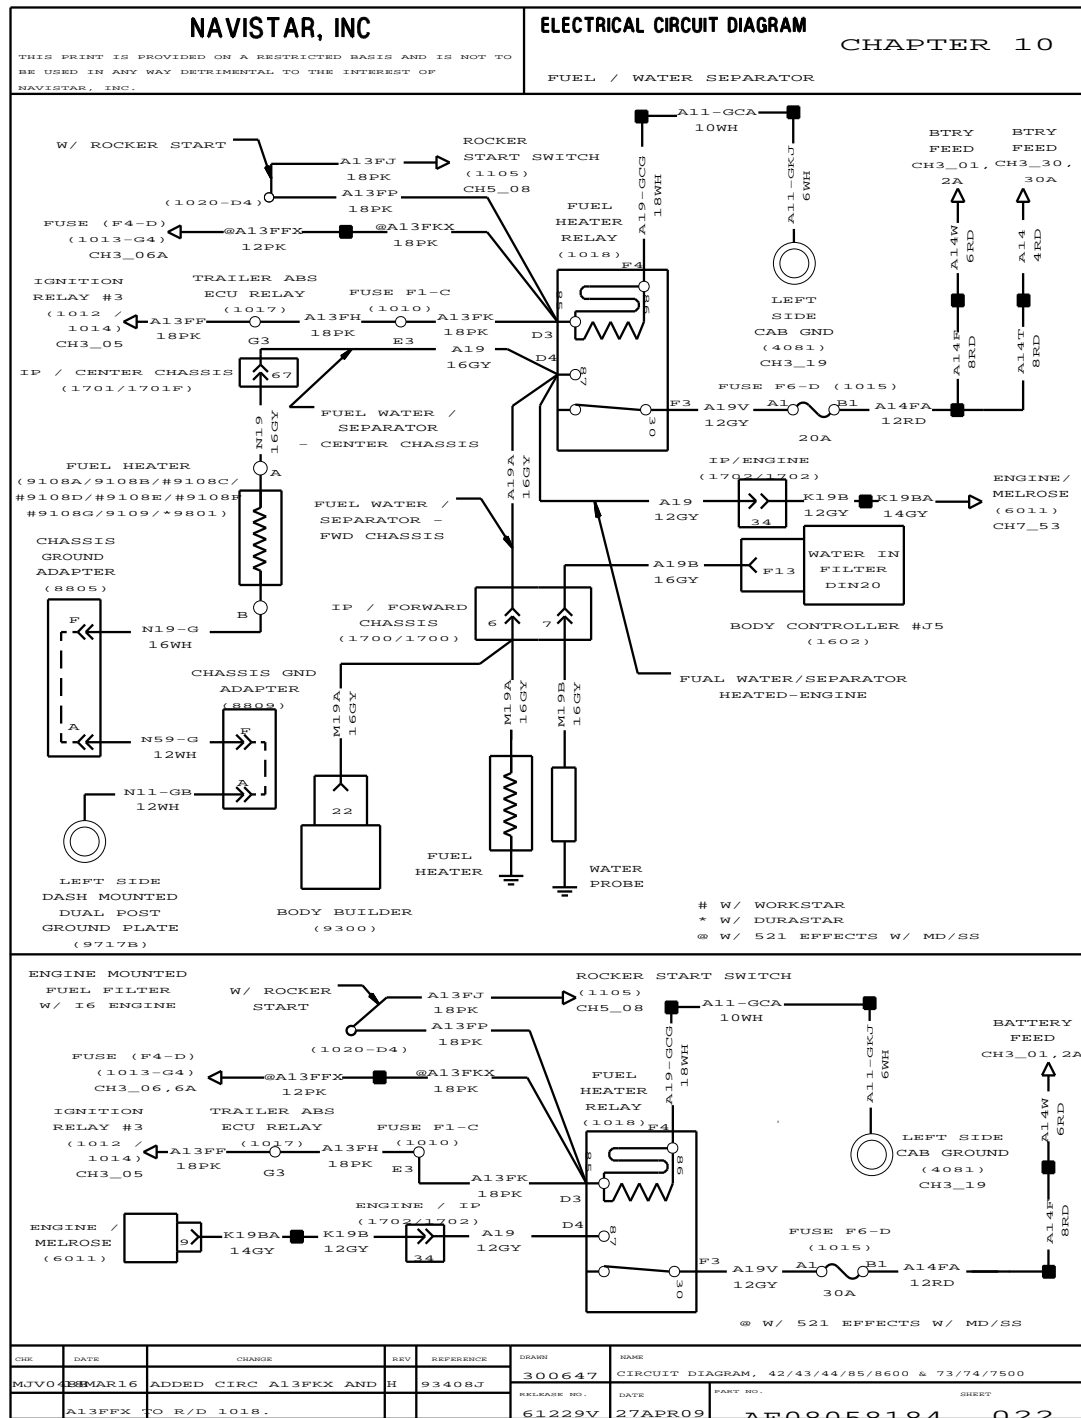 NAVISTAR, INC
THIS PRINT IS PROVIDED ON A RESTRICTED BASIS AND IS NOT TO
BE USED IN ANY WAY DETRIMENTAL TO THE INTEREST OF
NAVISTAR, INC.
ELECTRICAL CIRCUIT DIAGRAM
CHAPTER 10
FUEL / WATER SEPARATOR
W/ ROCKER START
A13FJ
18PK
ROCKER
START SWITCH
(1105)
CH5_08
(1020-D4)
A13FP
18PK
FUSE (F4-D)
(1013-G4)
CH3_06A
@A13FFX
12PK
@A13FKX
18PK
IGNITION
RELAY #3
(1012 /
1014)
CH3_05
A13FF
18PK
TRAILER ABS
ECU RELAY
(1017)
G3
A13FH
18PK
FUSE F1-C
(1010)
E3
A13FK
18PK
A19
16GY
FUEL
HEATER
RELAY
(1018)
F4
85
86
D3
D4
87
30
F3
A11-GCA
10WH
A19-GCG
18WH
A11-GKJ
6WH
LEFT
SIDE
CAB GND
(4081)
CH3_19
BTRY
FEED
CH3_01,
2A
BTRY
FEED
CH3_30,
30A
A14W
6RD
A14
4RD
A14F
8RD
A14T
8RD
FUSE F6-D (1015)
A19V
12GY
A1
B1
20A
A14FA
12RD
IP / CENTER CHASSIS
(1701/1701F)
67
N19
16GY
FUEL WATER /
SEPARATOR
- CENTER CHASSIS
FUEL HEATER
(9108A/9108B/#9108C/
#9108D/#9108E/#9108F
#9108G/9109/*9801)
A
B
FUEL WATER /
SEPARATOR -
FWD CHASSIS
A19A
16GY
IP/ENGINE
(1702/1702)
A19
12GY
34
K19B
12GY
K19BA
14GY
ENGINE/
MELROSE
(6011)
CH7_53
CHASSIS
GROUND
ADAPTER
(8805)
F
A
N19-G
16WH
A19B
16GY
F13
WATER IN
FILTER
DIN20
BODY CONTROLLER #J5
(1602)
IP / FORWARD
CHASSIS
(1700/1700)
6
7
CHASSIS GND
ADAPTER
(8809)
F
A
N59-G
12WH
N11-GB
12WH
M19A
16GY
M19A
16GY
M19B
16GY
FUAL WATER/SEPARATOR
HEATED-ENGINE
22
FUEL
HEATER
WATER
PROBE
LEFT SIDE
DASH MOUNTED
DUAL POST
GROUND PLATE
(9717B)
BODY BUILDER
(9300)
# W/ WORKSTAR
* W/ DURASTAR
@ W/ 521 EFFECTS W/ MD/SS
ENGINE MOUNTED
FUEL FILTER
W/ I6 ENGINE
W/ ROCKER
START
A13FJ
18PK
ROCKER START SWITCH
(1105)
CH5_08
A13FP
18PK
(1020-D4)
FUSE (F4-D)
(1013-G4)
CH3_06,6A
@A13FFX
12PK
@A13FKX
18PK
IGNITION
RELAY #3
(1012 /
1014)
CH3_05
A13FF
18PK
TRAILER ABS
ECU RELAY
(1017)
G3
A13FH
18PK
FUSE F1-C
(1010)
E3
A13FK
18PK
FUEL
HEATER
RELAY
(1018)
F4
85
86
D3
D4
87
30
F3
A11-GCA
10WH
A19-GCG
18WH
A11-GKJ
6WH
LEFT SIDE
CAB GROUND
(4081)
CH3_19
BATTERY
FEED
CH3_01,2A
A14W
6RD
A14F
8RD
ENGINE /
MELROSE
(6011)
9
K19BA
14GY
K19B
12GY
ENGINE / IP
(1702/1702)
34
A19
12GY
A19V
12GY
FUSE F6-D
(1015)
A1
B1
30A
A14FA
12RD
@ W/ 521 EFFECTS W/ MD/SS
CHK
DATE
CHANGE
REV
REFERENCE
ADDED CIRC A13FKX AND
H
93408J
A13FFX TO R/D 1018.
DRAWN
300647
NAME
CIRCUIT DIAGRAM, 42/43/44/85/8600 & 73/74/7500
RELEASE NO.
61229V
DATE
27APR09
PART NO.
SHEET